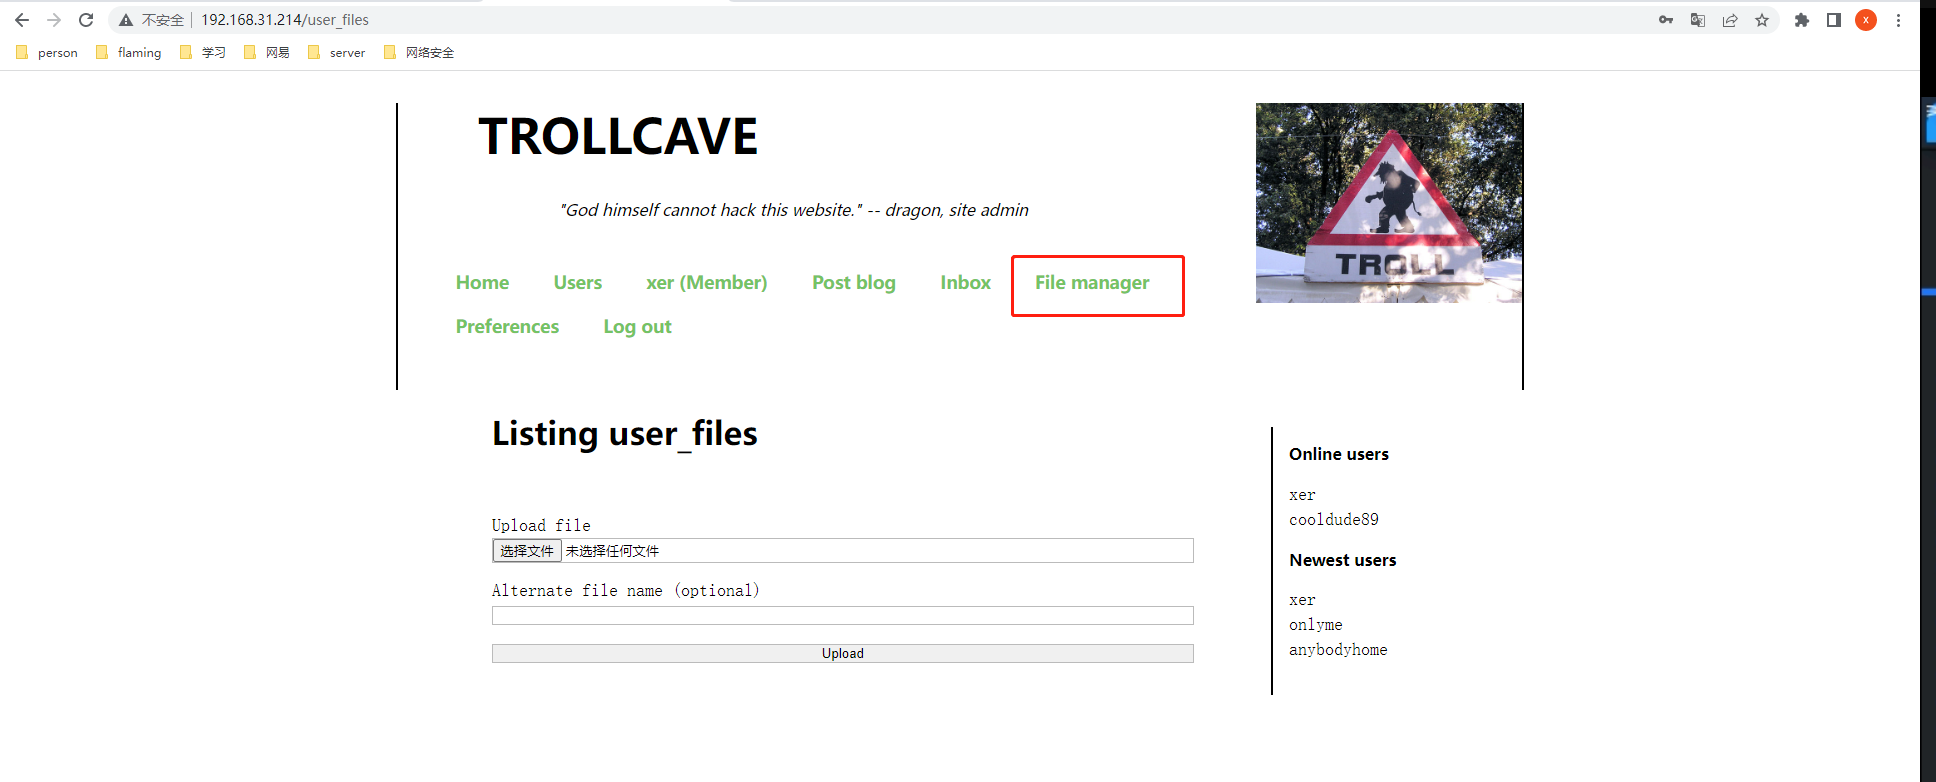 不安全 192.168.31.214/user_files
x
person flaming 学习 网易 server 网络安全
TROLLCAVE
"God himself cannot hack this website." -- dragon, site admin
TROLL
Home Users xer (Member) Post blog Inbox File manager
Preferences Log out
Listing user_files
Upload file
选择文件 未选择任何文件
Alternate file name (optional)
Upload
Online users
xer
cooldude89
Newest users
xer
onlyme
anybodyhome